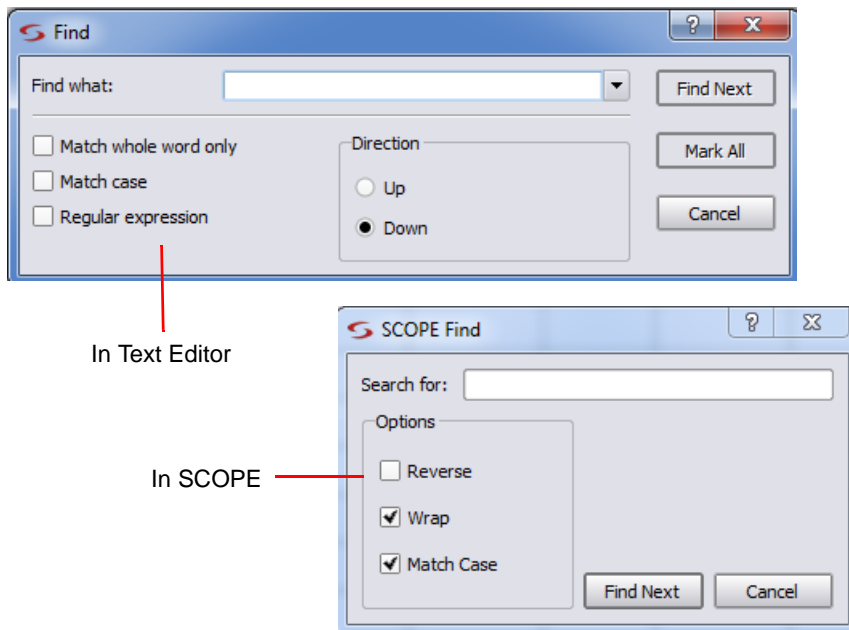 Find
Find what:
Find Next
Match whole word only
Direction
Mark All
Match case
Up
Regular expression
Cancel
Down
In Text Editor
SCOPE Find
Search for:
Options
In SCOPE
Reverse
Wrap
Match Case
Find Next
Cancel